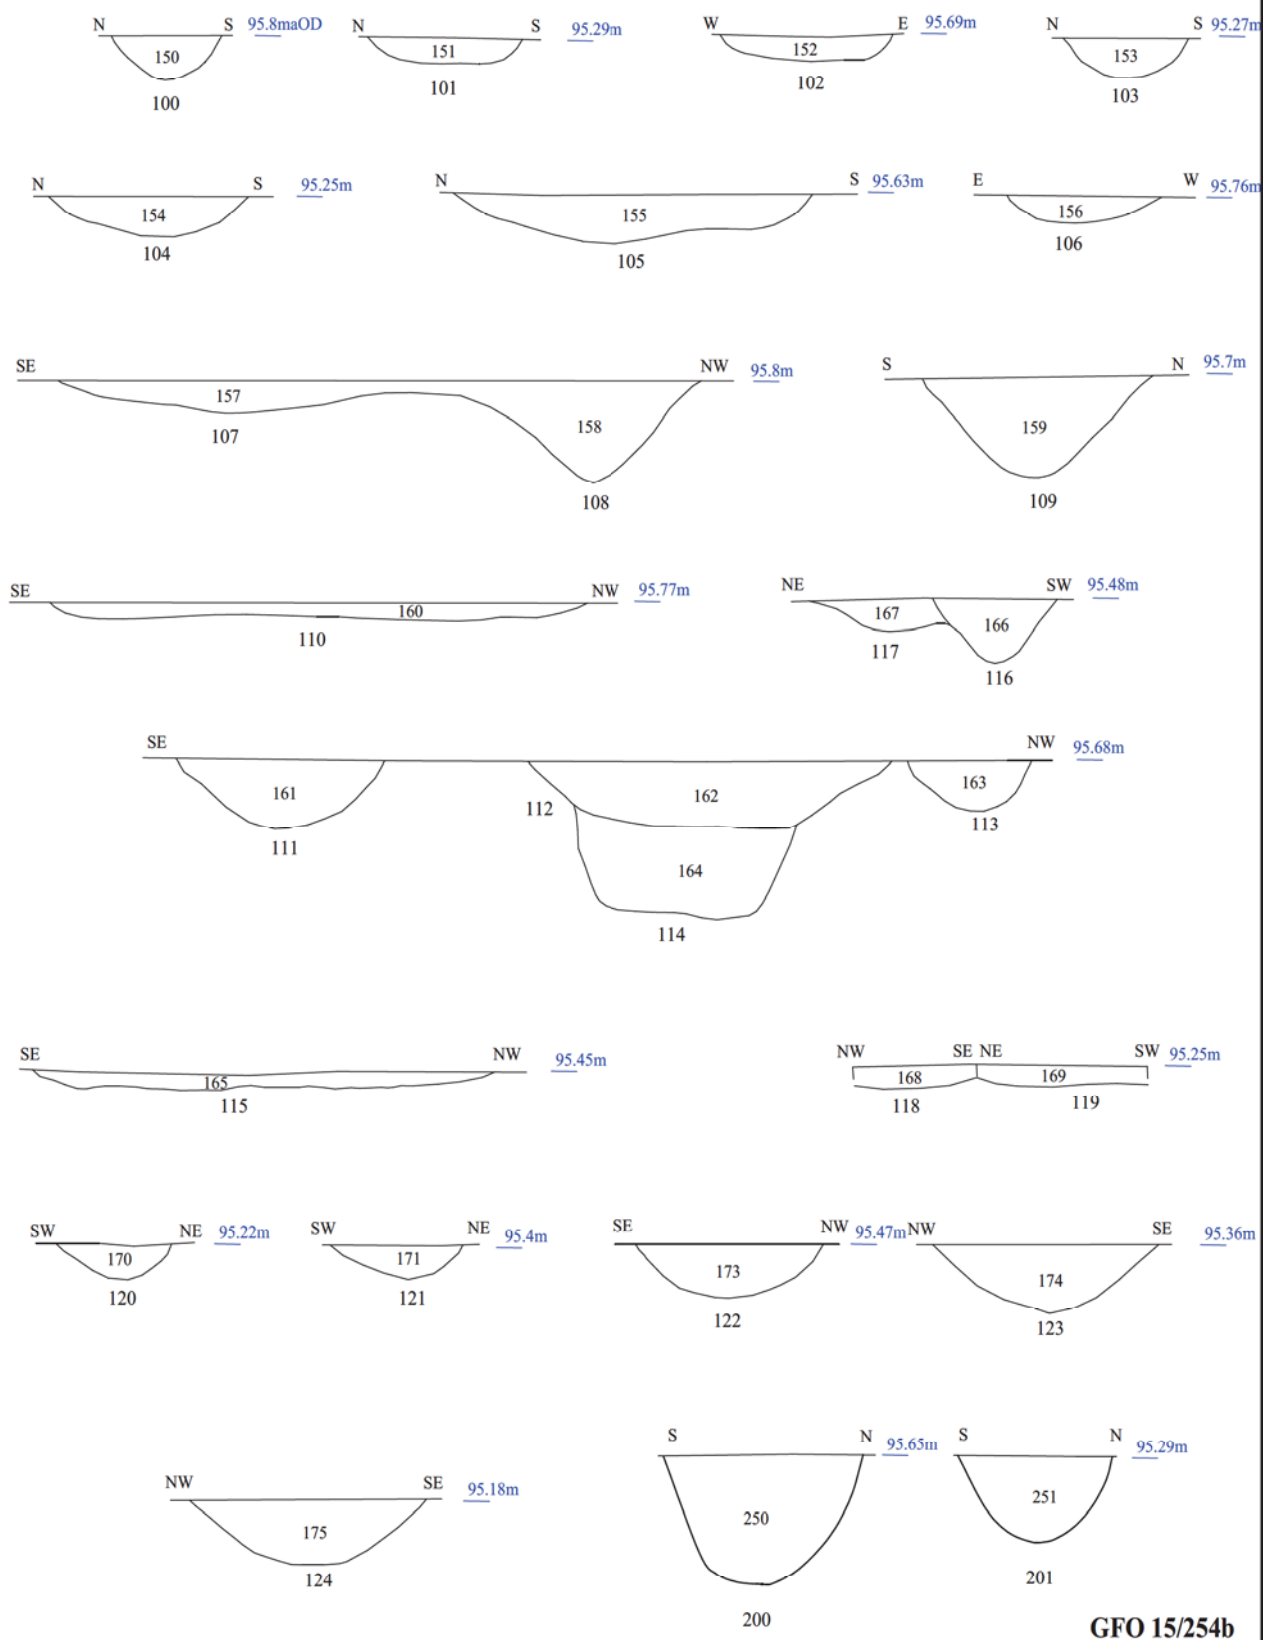 N S 95.8maOD N S 95.29m W E 95.69m N S 95.27m
150 151 152 153
100 101 102 103
N S 95.25m N S 95.63m E W 95.76m
154 155 156
104 105 106
SE NW 95.8m S N 95.7m
157 158 159
107 108 109
SE NW 95.77m NE SW 95.48m
160 167 166
110 117 116
SE NW 95.68m
161 162 163
112
111 113
164
114
SE NW 95.45m NW SE NE SW 95.25m
165 168 169
115 118 119
SW NE 95.22m SW NE 95.4m SE NW 95.47m NW SE 95.36m
170 171 173 174
120 121 122 123
S N 95.65m S N 95.29m
NW SE 95.18m
175 250 251
124 200 201
GFO 15/254b